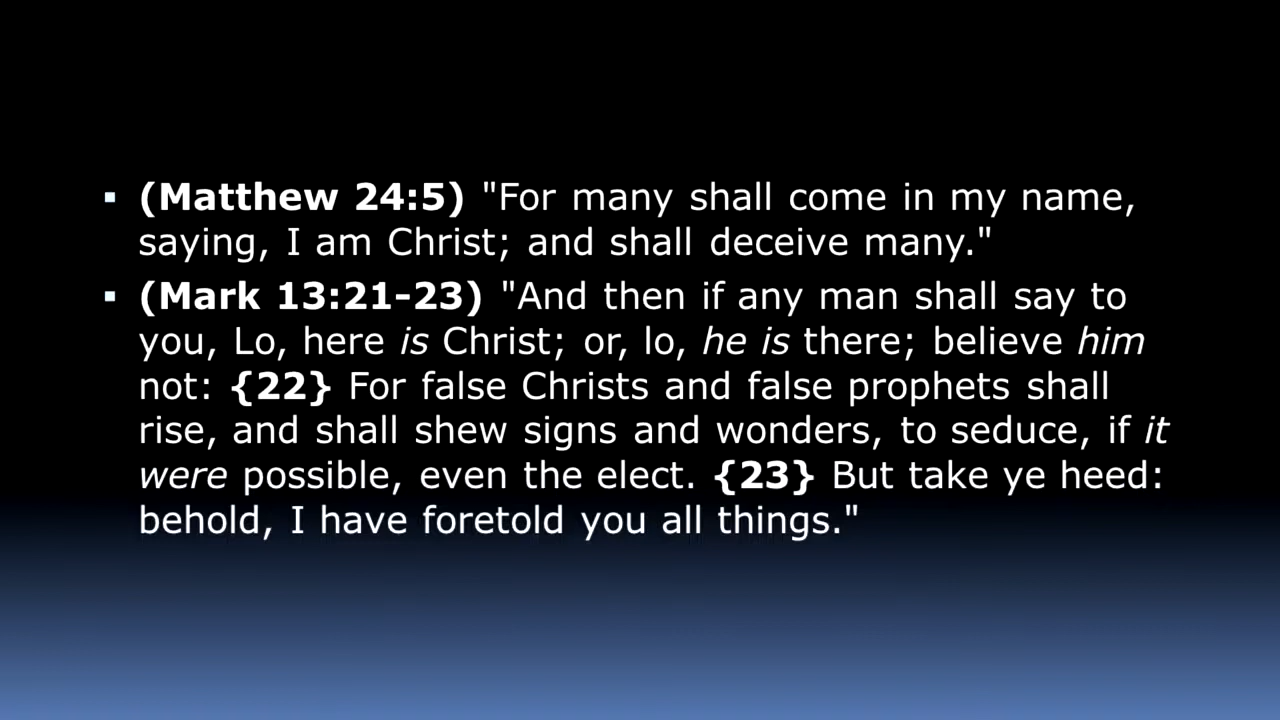 ▪ (Matthew 24:5) "For many shall come in my name,
saying, I am Christ; and shall deceive many."
▪ (Mark 13:21-23) "And then if any man shall say to
you, Lo, here is Christ; or, lo, he is there; believe him
not: {22} For false Christs and false prophets shall
rise, and shall shew signs and wonders, to seduce, if it
were possible, even the elect. {23} But take ye heed:
behold, I have foretold you all things."